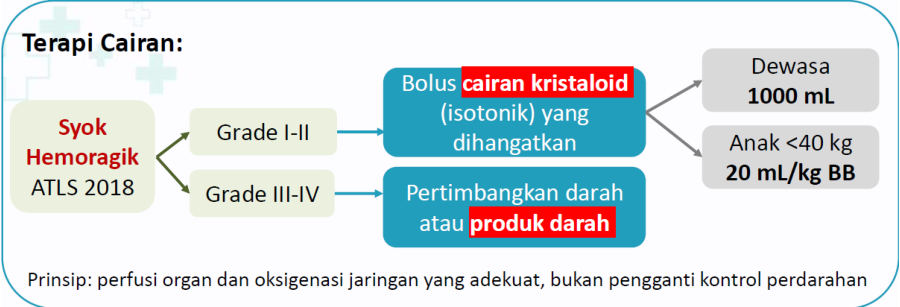 Terapi Cairan:
Syok
Hemoragik
ATLS 2018
Grade I-II
Grade III-IV
Bolus cairan kristaloid
(isotonik) yang
dihangatkan
Pertimbangkan darah
atau produk darah
Dewasa
1000 mL
Anak <40 kg
20 mL/kg BB
Prinsip: perfusi organ dan oksigenasi jaringan yang adekuat, bukan pengganti kontrol perdarahan